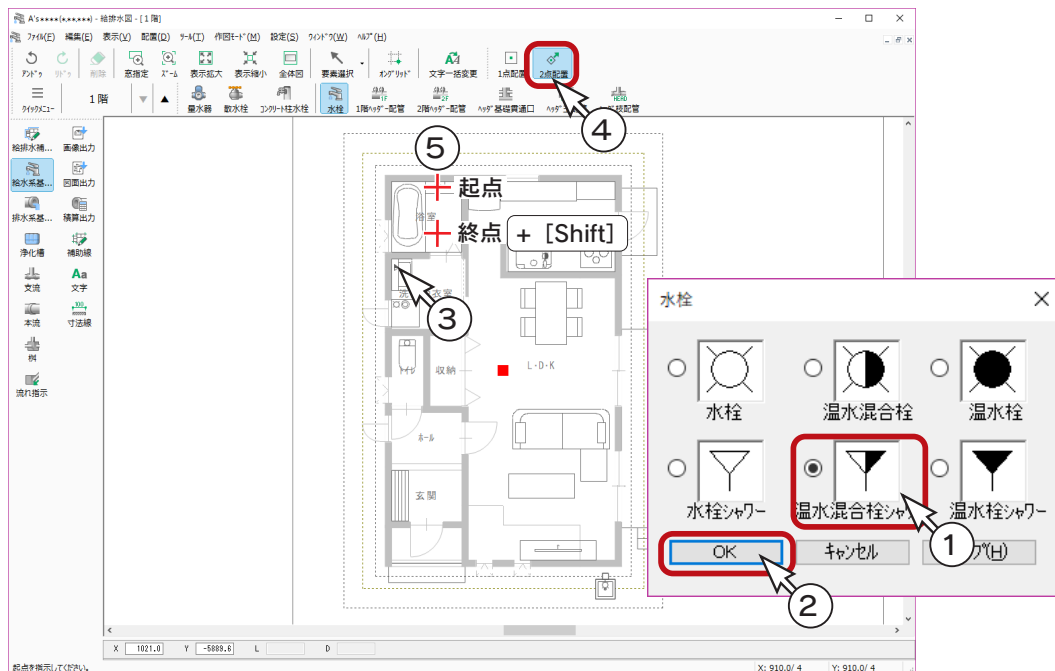 A's****(*,**,***) - 給排水図 - [1 階]
ﾌｧｲﾙ(F) 編集(E) 表示(V) 配置(D) ﾂｰﾙ(T) 作図ﾓｰﾄﾞ(M) 設定(S) ｳｨﾝﾄﾞｳ(W) ﾍﾙﾌﾟ(H)
ｱﾝﾄﾞｩ ﾘﾄﾞｩ 削除 窓指定 ｽﾞｰﾑ 表示拡大 表示縮小 全体図 要素選択 ｵﾝｸﾞﾘｯﾄﾞ 文字一括変更 1点配置 2点配置
ｸｲｯｸﾒﾆｭｰ 1 階 量水器 散水栓 ｺﾝｸﾘｰﾄ柱水栓 水栓 1階ﾍｯﾀﾞｰ配管 2階ﾍｯﾀﾞｰ配管 ﾍｯﾀﾞ基礎貫通口
給排水補... 画像出力
給水系基... 図面出力
排水系基... 積算出力
浄化槽 補助線
支流 文字
本流 寸法線
桝
流れ指示
④
⑤
起点
浴室
終点 + [Shift]
③
洗 衣室
ﾄｲﾚ 収納
L・D・K
ﾎｰﾙ
玄関
水栓
水栓 温水混合栓 温水栓
水栓ｼｬﾜｰ 温水混合栓ｼｬﾜ 温水栓ｼｬﾜｰ
①
OK ｷｬﾝｾﾙ ﾌﾟ(H)
②
X 1021.0 Y -5889.6 L D
起点を指示してください。 X: 910.0/ 4 Y: 910.0/ 4